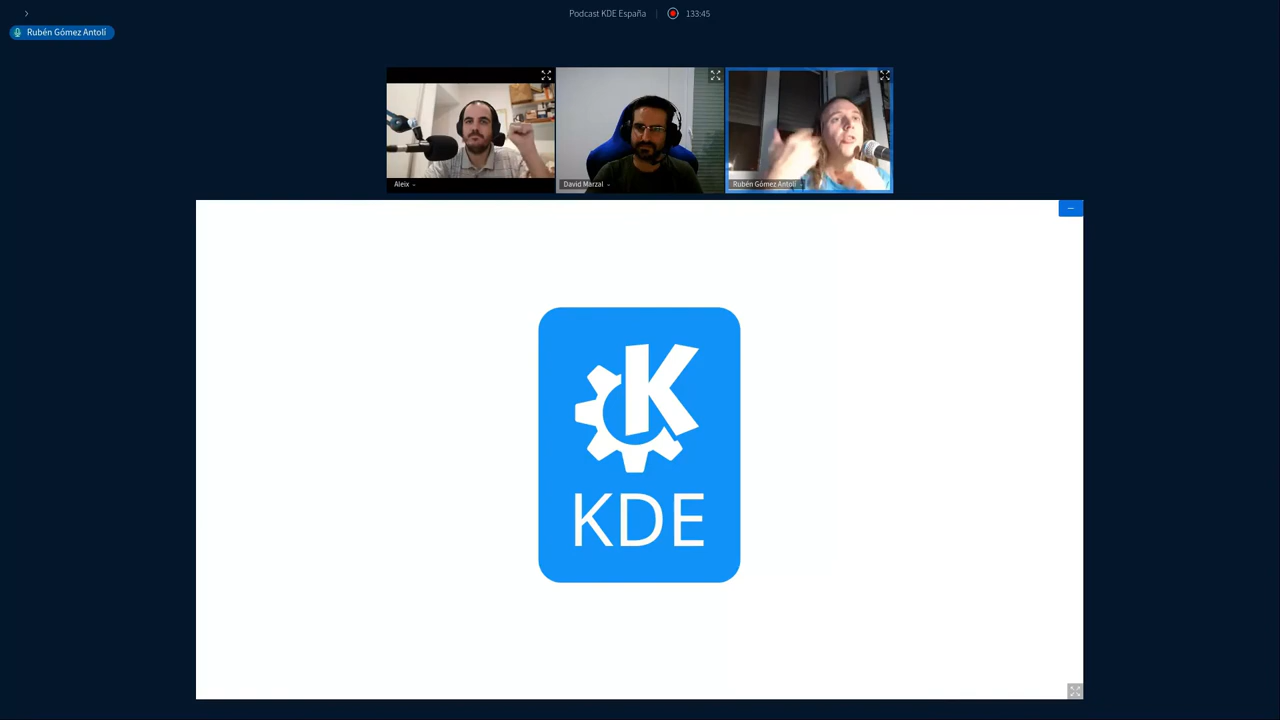 Podcast KDE España
133:45
Rubén Gómez Antolí
Aleix
David Marzal
Rubén Gómez Antolí
KDE